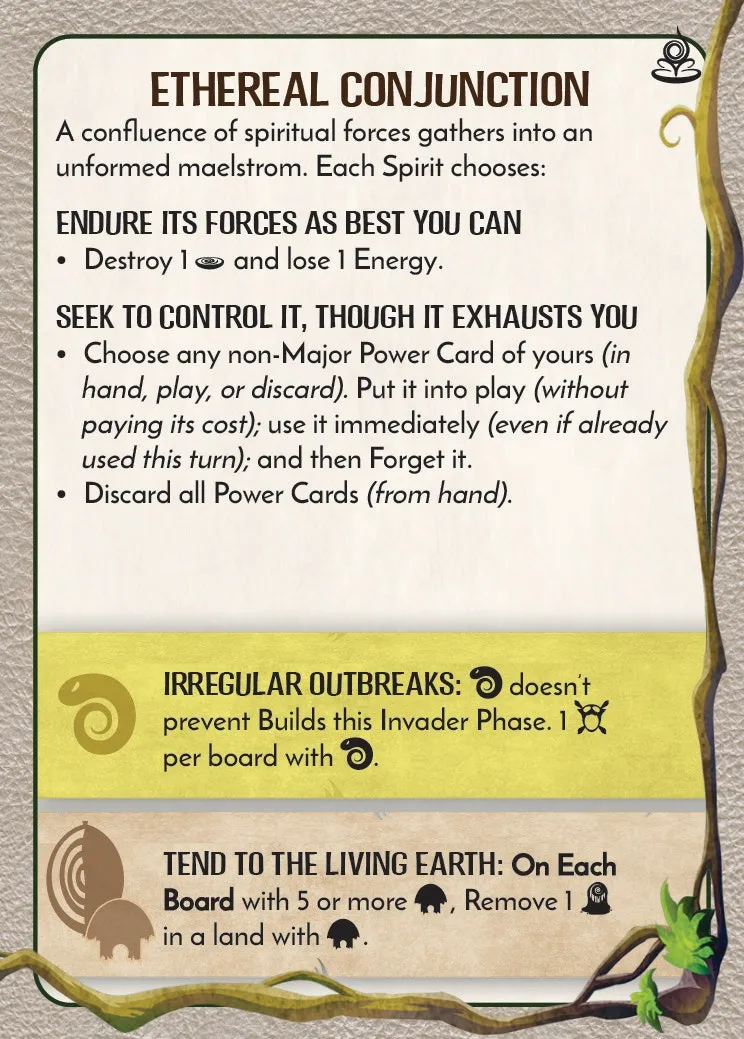 ETHEREAL CONJUNCTION
A confluence of spiritual forces gathers into an
unformed maelstrom. Each Spirit chooses:
ENDURE ITS FORCES AS BEST YOU CAN
• Destroy 1 and lose 1 Energy.
SEEK TO CONTROL IT, THOUGH IT EXHAUSTS YOU
• Choose any non-Major Power Card of yours (in
hand, play, or discard). Put it into play (without
paying its cost); use it immediately (even if already
used this turn); and then Forget it.
• Discard all Power Cards (from hand).
IRREGULAR OUTBREAKS: doesn't
prevent Builds this Invader Phase. 1
per board with .
TEND TO THE LIVING EARTH: On Each
Board with 5 or more , Remove 1
in a land with .